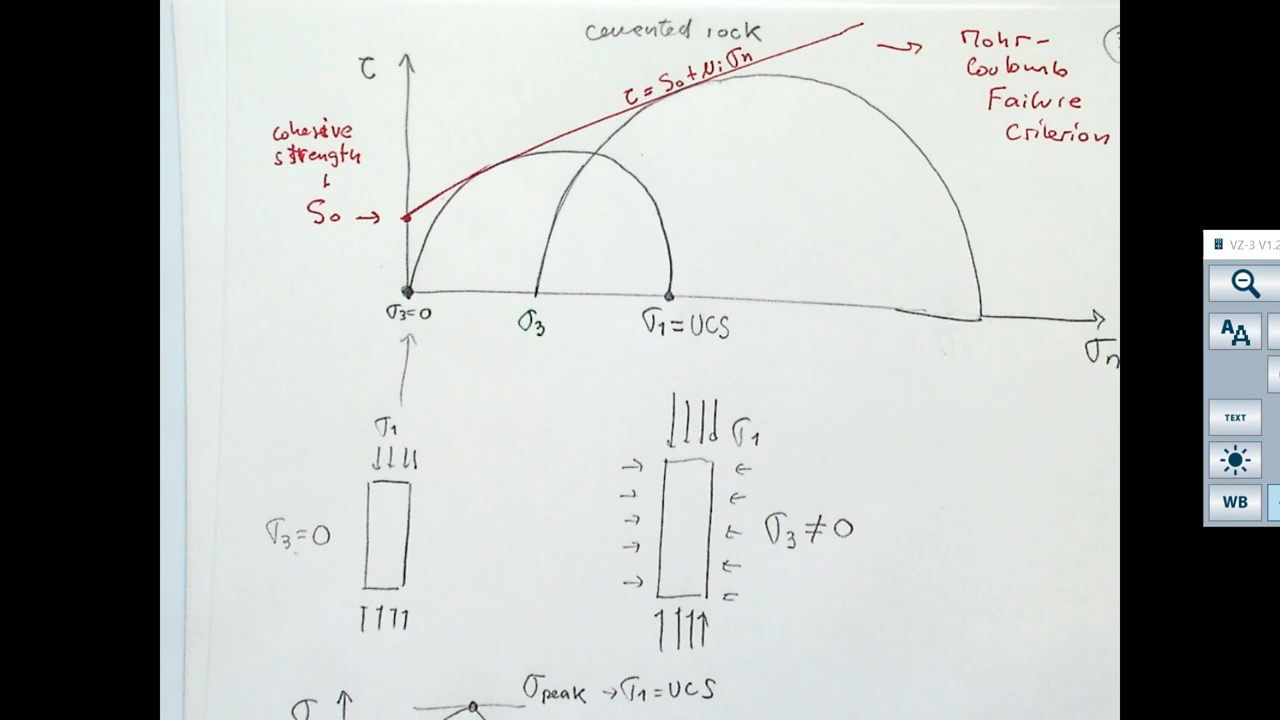 cemented rock
τ
τ = S₀ + μᵢ σₙ
Mohr-
Coulomb
Failure
Criterion
cohesive
strength
S₀
σ₃=0
σ₃
σ₁ = UCS
σₙ
σ₁
σ₃=0
σ₁
σ₃ ≠ 0
σpeak → σ₁ = UCS
σ
VZ-3 V1.2
AA
TEXT
WB